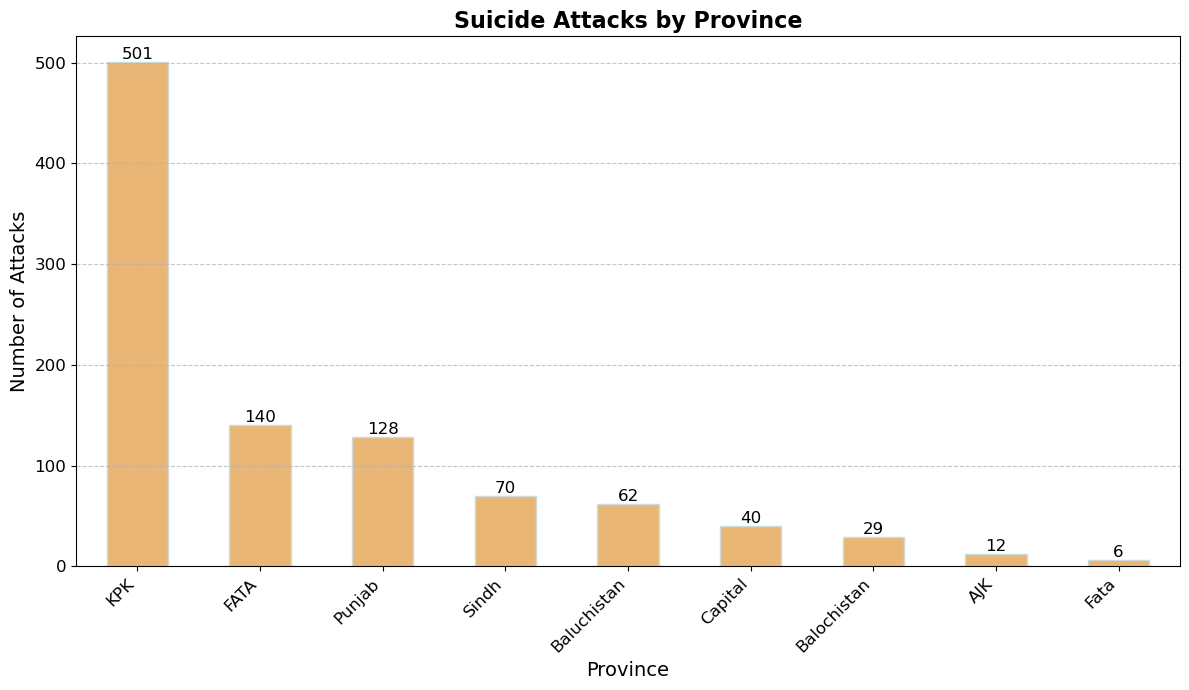 Suicide Attacks by Province
Number of Attacks
500
400
300
200
100
0
501
140
128
70
62
40
29
12
6
KPK
FATA
Punjab
Sindh
Baluchistan
Capital
Balochistan
AJK
Fata
Province